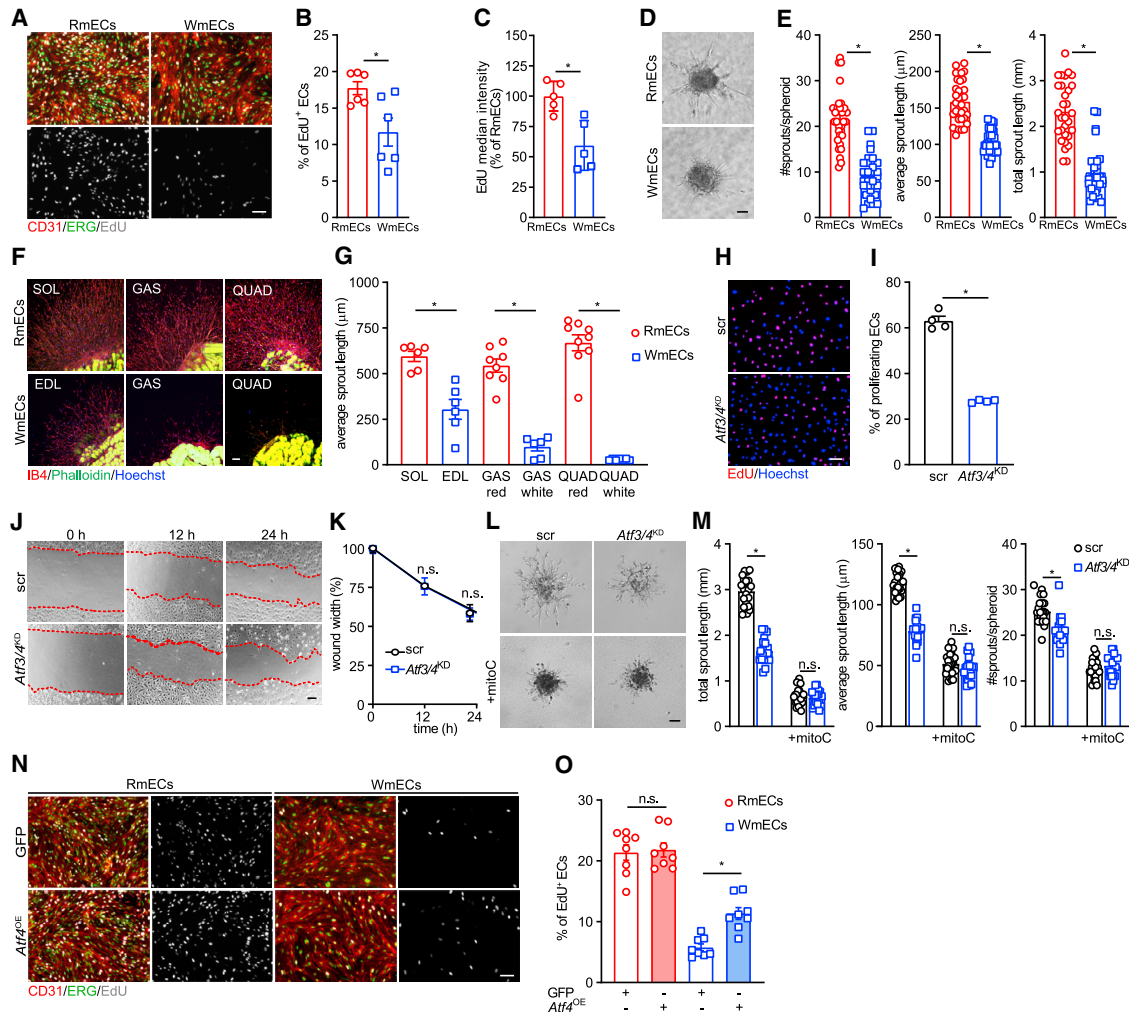 A
RmECs
WmECs
CD31/ERG/EdU
B
*
% of EdU⁺ ECs
20
15
10
5
0
RmECs WmECs
C
*
EdU median intensity
(% of RmECs)
150
125
100
75
50
25
0
RmECs WmECs
D
RmECs
WmECs
E
*
#sprouts/spheroid
40
30
20
10
0
RmECs WmECs
*
average sprout length (μm)
250
200
150
100
50
0
RmECs WmECs
*
total sprout length (mm)
4
3
2
1
0
RmECs WmECs
F
RmECs
SOL
GAS
QUAD
WmECs
EDL
GAS
QUAD
IB4/Phalloidin/Hoechst
G
average sprout length (μm)
1000
750
500
250
0
*
*
*
RmECs
WmECs
SOL EDL GAS GAS QUAD QUAD
red white red white
H
scr
Atf3/4ᴷᴰ
EdU/Hoechst
I
*
% of proliferating ECs
80
60
40
20
0
scr Atf3/4ᴷᴰ
J
0 h
12 h
24 h
scr
Atf3/4ᴷᴰ
K
wound width (%)
100
75
50
25
0
n.s.
n.s.
scr
Atf3/4ᴷᴰ
0 12 24
time (h)
L
scr
Atf3/4ᴷᴰ
+mitoC
M
total sprout length (mm)
4
3
2
1
0
*
n.s.
+mitoC
average sprout length (μm)
150
100
50
0
*
n.s.
+mitoC
#sprouts/spheroid
40
30
20
10
*
n.s.
+mitoC
scr
Atf3/4ᴷᴰ
N
RmECs
WmECs
GFP
Atf4ᴼᴱ
CD31/ERG/EdU
O
% of EdU⁺ ECs
30
20
10
0
n.s.
*
RmECs
WmECs
GFP + - + -
Atf4ᴼᴱ - + - +